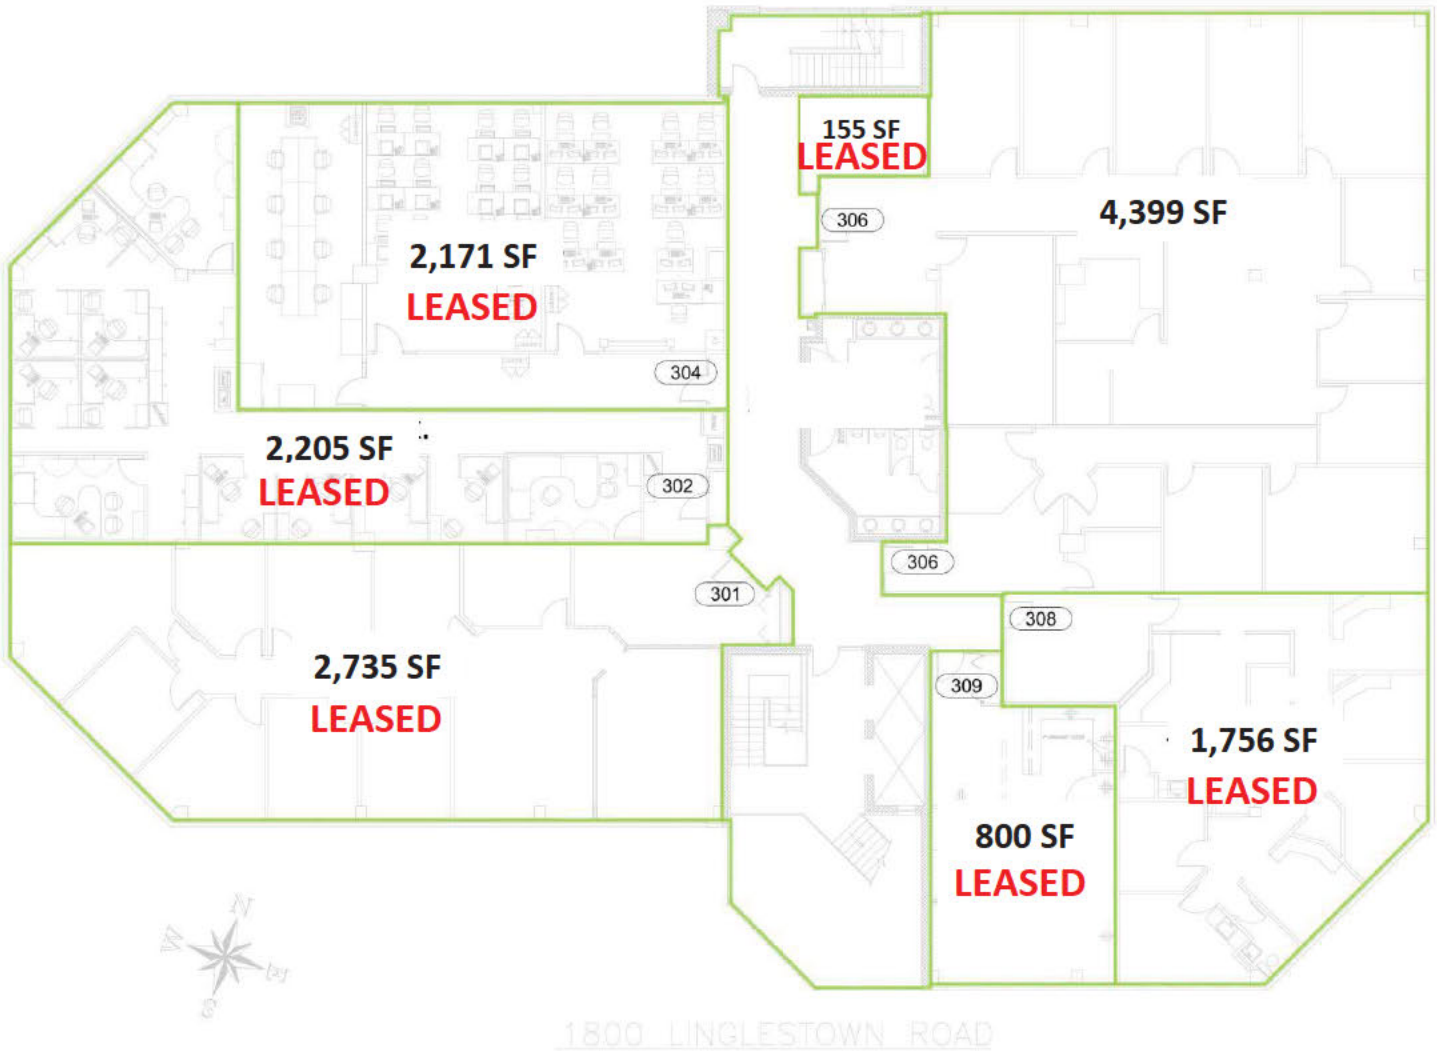 155 SF
LEASED
306
4,399 SF
2,171 SF
LEASED
304
2,205 SF
LEASED
302
306
301
308
2,735 SF
LEASED
309
1,756 SF
LEASED
800 SF
LEASED
N
W
E
S
1800 LINGLESTOWN ROAD